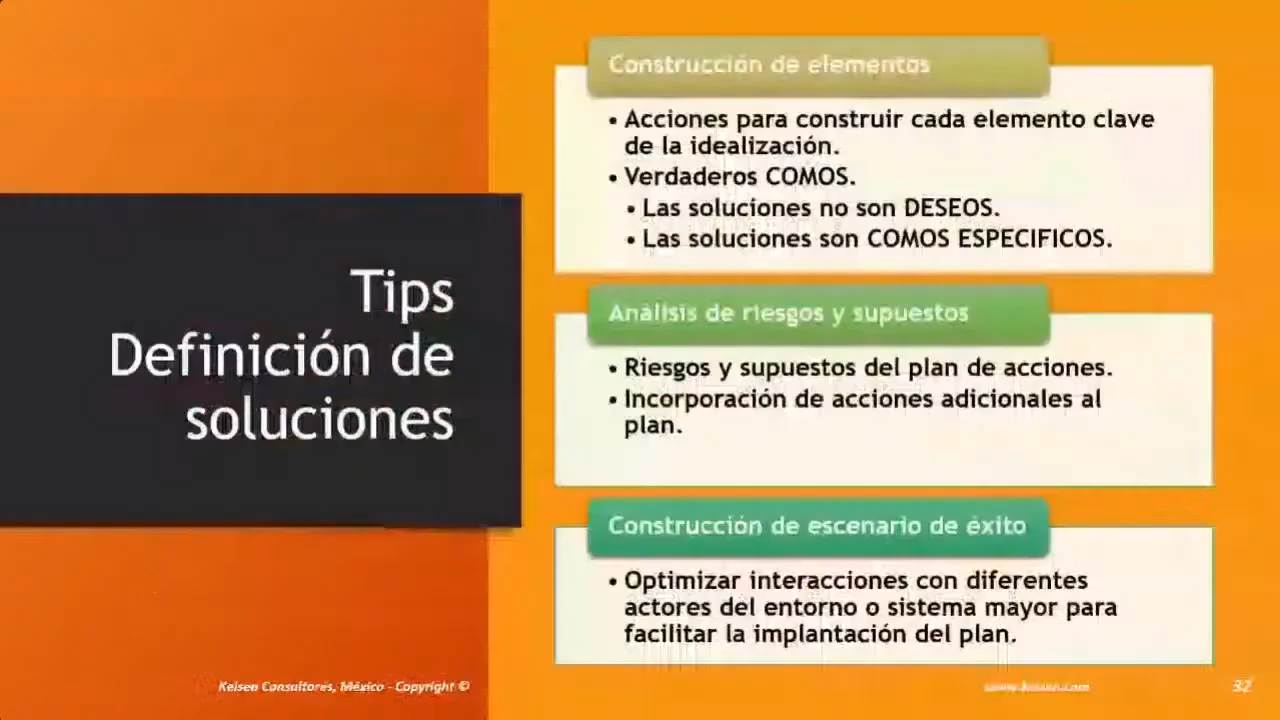 Tips
Definición de
soluciones
Construcción de elementos
• Acciones para construir cada elemento clave
de la idealización.
• Verdaderos COMOS.
• Las soluciones no son DESEOS.
• Las soluciones son COMOS ESPECIFICOS.
Análisis de riesgos y supuestos
• Riesgos y supuestos del plan de acciones.
• Incorporación de acciones adicionales al
plan.
Construcción de escenario de éxito
• Optimizar interacciones con diferentes
actores del entorno o sistema mayor para
facilitar la implantación del plan.
Keisen Consultores, México - Copyright ©
32